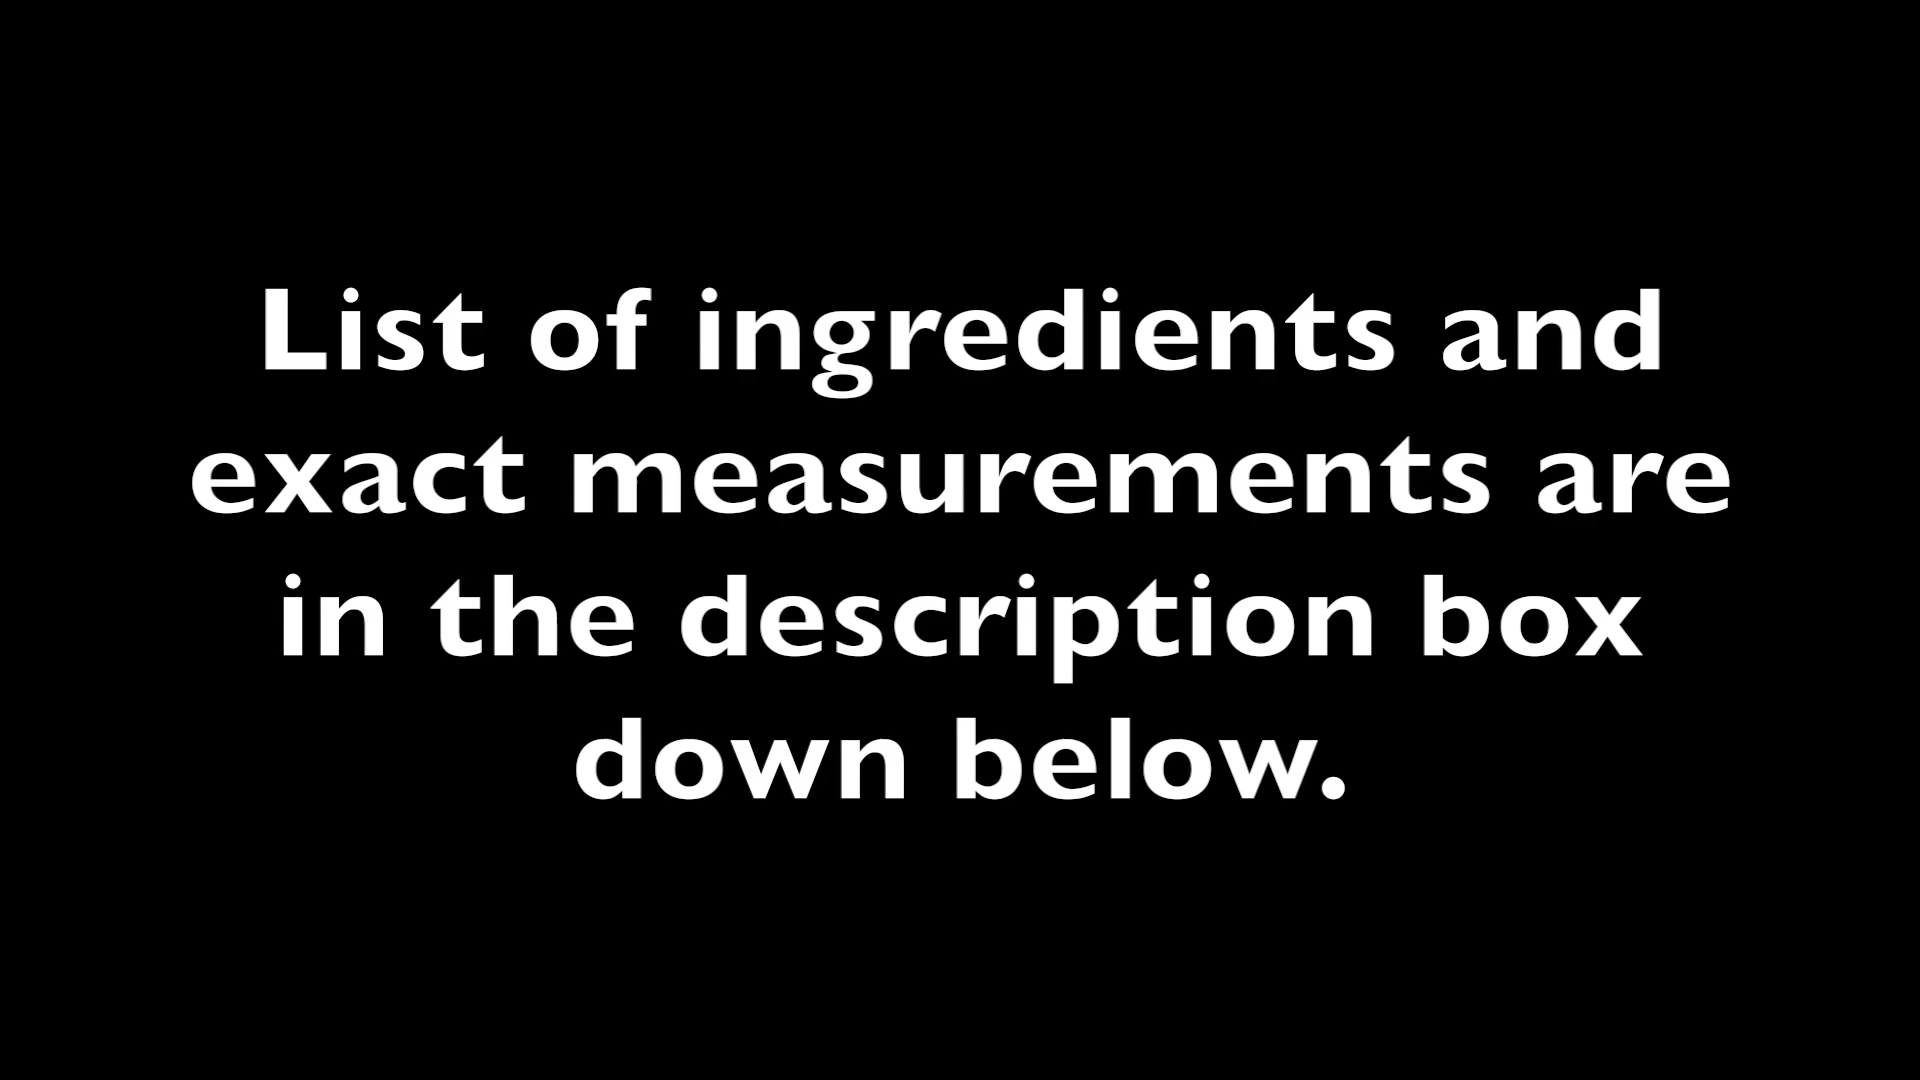 List of ingredients and
exact measurements are
in the description box
down below.